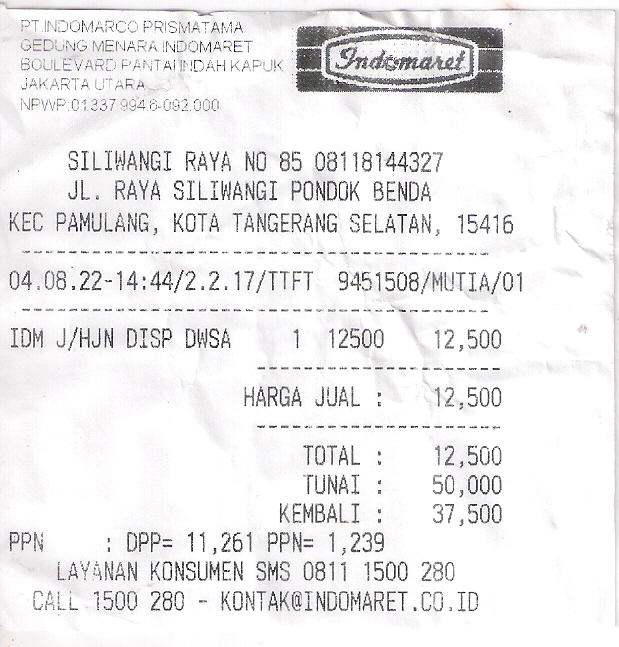 PT.INDOMARCO PRISMATAMA
GEDUNG MENARA INDOMARET
BOULEVARD PANTAI INDAH KAPUK
JAKARTA UTARA
NPWP:01.337.994.6-092.000
Indomaret
SILIWANGI RAYA NO 85 08118144327
JL. RAYA SILIWANGI PONDOK BENDA
KEC PAMULANG, KOTA TANGERANG SELATAN, 15416
04.08.22-14:44/2.2.17/TTFT 9451508/MUTIA/01
IDM J/HJN DISP DWSA 1 12500 12,500
HARGA JUAL : 12,500
TOTAL : 12,500
TUNAI : 50,000
KEMBALI : 37,500
PPN : DPP= 11,261 PPN= 1,239
LAYANAN KONSUMEN SMS 0811 1500 280
CALL 1500 280 - KONTAK@INDOMARET.CO.ID